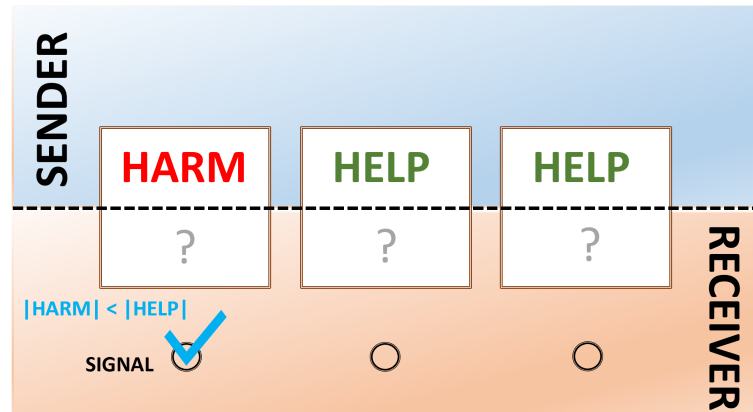 SENDER
HARM HELP HELP
? ? ?
|HARM| < |HELP|
SIGNAL
RECEIVER